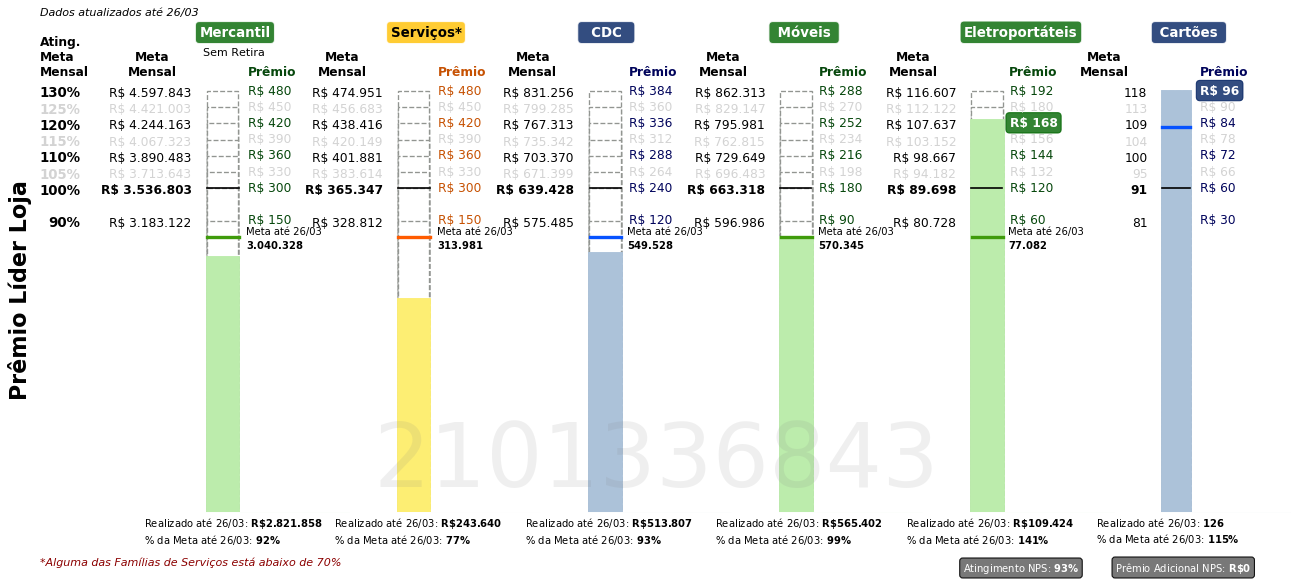 Dados atualizados até 26/03
Mercantil Serviços* CDC Móveis Eletroportáteis Cartões
Sem Retira
Ating. Meta Mensal Meta Mensal Prêmio Meta Mensal Prêmio Meta Mensal Prêmio Meta Mensal Prêmio Meta Mensal Prêmio Meta Mensal Prêmio
130% R$ 4.597.843 R$ 480 R$ 474.951 R$ 480 R$ 831.256 R$ 384 R$ 862.313 R$ 288 R$ 116.607 R$ 192 118 R$ 96
125% R$ 4.421.003 R$ 450 R$ 456.683 R$ 450 R$ 799.285 R$ 360 R$ 829.147 R$ 270 R$ 112.122 R$ 180 113 R$ 90
120% R$ 4.244.163 R$ 420 R$ 438.416 R$ 420 R$ 767.313 R$ 336 R$ 795.981 R$ 252 R$ 107.637 R$ 168 109 R$ 84
115% R$ 4.067.323 R$ 390 R$ 420.149 R$ 390 R$ 735.342 R$ 312 R$ 762.815 R$ 234 R$ 103.152 R$ 156 104 R$ 78
110% R$ 3.890.483 R$ 360 R$ 401.881 R$ 360 R$ 703.370 R$ 288 R$ 729.649 R$ 216 R$ 98.667 R$ 144 100 R$ 72
105% R$ 3.713.643 R$ 330 R$ 383.614 R$ 330 R$ 671.399 R$ 264 R$ 696.483 R$ 198 R$ 94.182 R$ 132 95 R$ 66
100% R$ 3.536.803 R$ 300 R$ 365.347 R$ 300 R$ 639.428 R$ 240 R$ 663.318 R$ 180 R$ 89.698 R$ 120 91 R$ 60
90% R$ 3.183.122 R$ 150 R$ 328.812 R$ 150 R$ 575.485 R$ 120 R$ 596.986 R$ 90 R$ 80.728 R$ 60 81 R$ 30
Meta até 26/03 Meta até 26/03 Meta até 26/03 Meta até 26/03 Meta até 26/03
3.040.328 313.981 549.528 570.345 77.082
Prêmio Líder Loja
2101336843
Realizado até 26/03: R$2.821.858 Realizado até 26/03: R$243.640 Realizado até 26/03: R$513.807 Realizado até 26/03: R$565.402 Realizado até 26/03: R$109.424 Realizado até 26/03: 126
% da Meta até 26/03: 92% % da Meta até 26/03: 77% % da Meta até 26/03: 93% % da Meta até 26/03: 99% % da Meta até 26/03: 141% % da Meta até 26/03: 115%
*Alguma das Famílias de Serviços está abaixo de 70%
Atingimento NPS: 93% Prêmio Adicional NPS: R$0